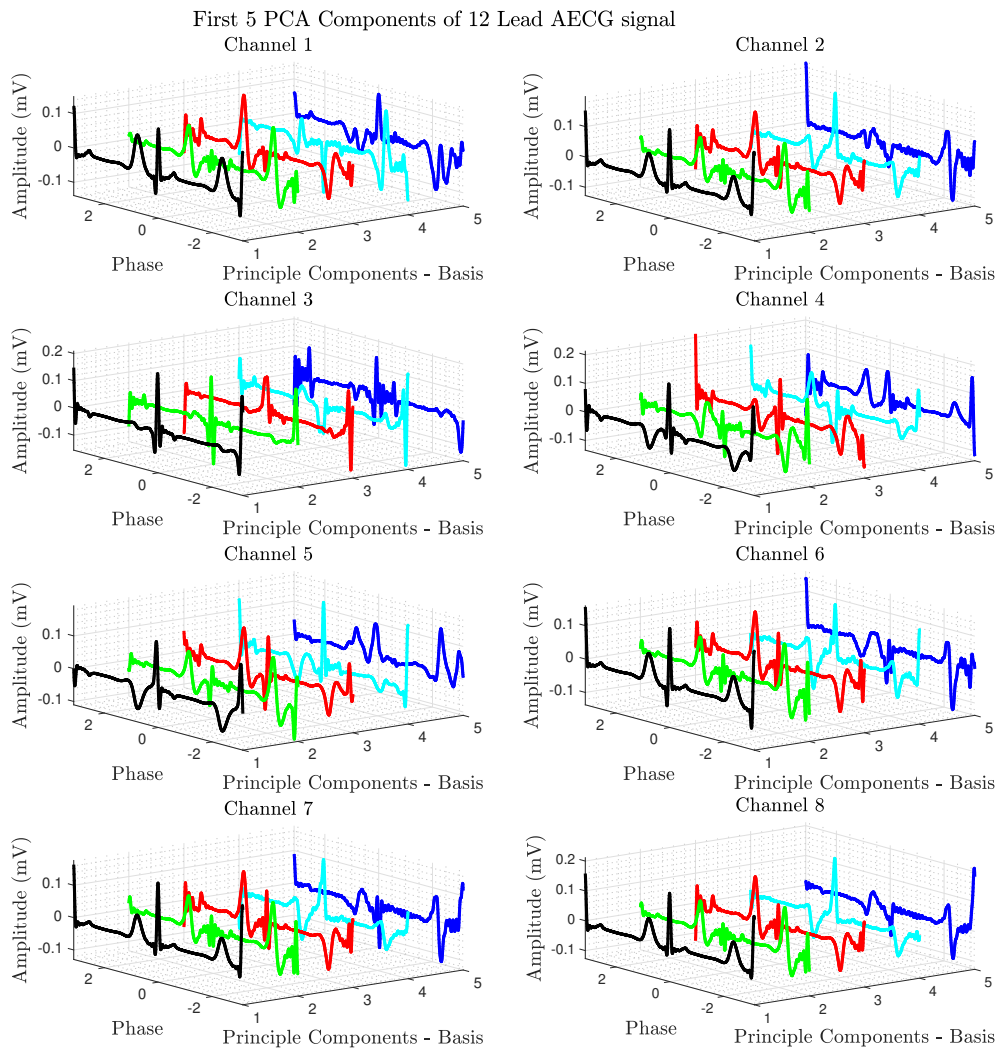 First 5 PCA Components of 12 Lead AECG signal
Channel 1
Amplitude (mV)
0.1
0
-0.1
2
0
-2
Phase
1
2
3
4
5
Principle Components - Basis
Channel 2
Amplitude (mV)
0.1
0
-0.1
2
0
-2
Phase
1
2
3
4
5
Principle Components - Basis
Channel 3
Amplitude (mV)
0.2
0.1
0
-0.1
2
0
-2
Phase
1
2
3
4
5
Principle Components - Basis
Channel 4
Amplitude (mV)
0.2
0.1
0
-0.1
2
0
-2
Phase
1
2
3
4
5
Principle Components - Basis
Channel 5
Amplitude (mV)
0.1
0
-0.1
2
0
-2
Phase
1
2
3
4
5
Principle Components - Basis
Channel 6
Amplitude (mV)
0.1
0
-0.1
2
0
-2
Phase
1
2
3
4
5
Principle Components - Basis
Channel 7
Amplitude (mV)
0.1
0
-0.1
2
0
-2
Phase
1
2
3
4
5
Principle Components - Basis
Channel 8
Amplitude (mV)
0.2
0.1
0
-0.1
2
0
-2
Phase
1
2
3
4
5
Principle Components - Basis